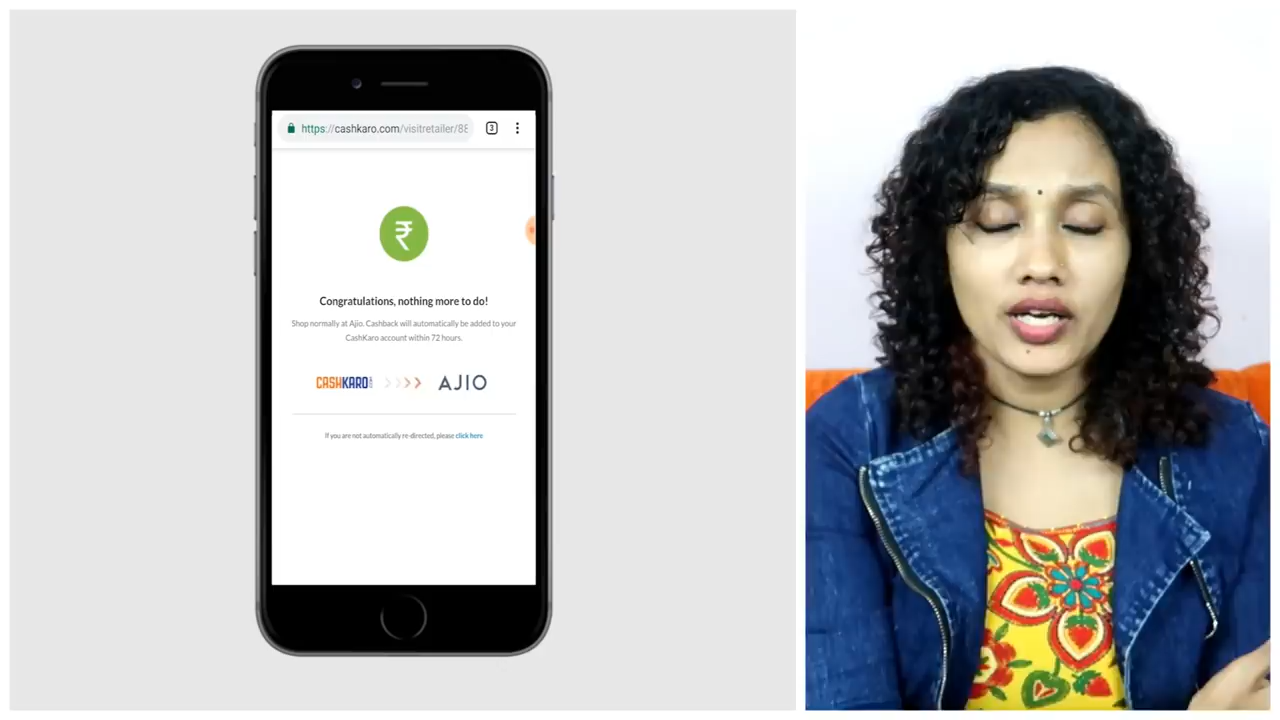 https://cashkaro.com/visitretailer/88
3
₹
Congratulations, nothing more to do!
Shop normally at Ajio. Cashback will automatically be added to your
CashKaro account within 72 hours.
CASHKARO AJIO
If you are not automatically re-directed, please click here